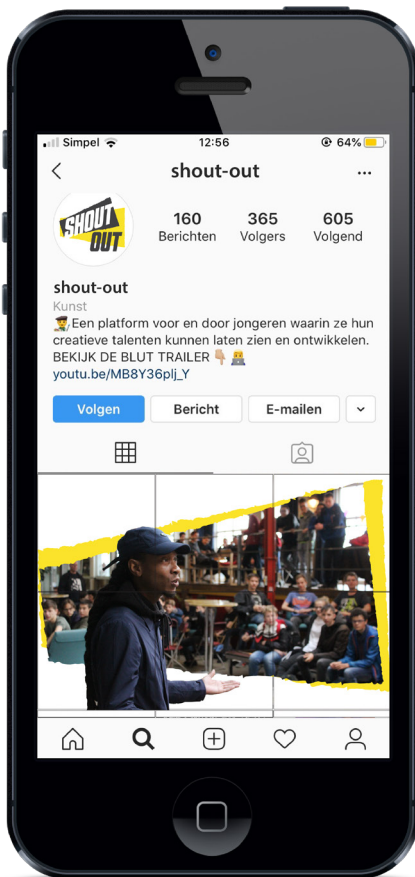 Simpel 12:56 64%
shout-out
SHOUT
OUT
160 365 605
Berichten Volgers Volgend
shout-out
Kunst
Een platform voor en door jongeren waarin ze hun
creatieve talenten kunnen laten zien en ontwikkelen.
BEKIJK DE BLUT TRAILER
youtu.be/MB8Y36plj_Y
Volgen Bericht E-mailen